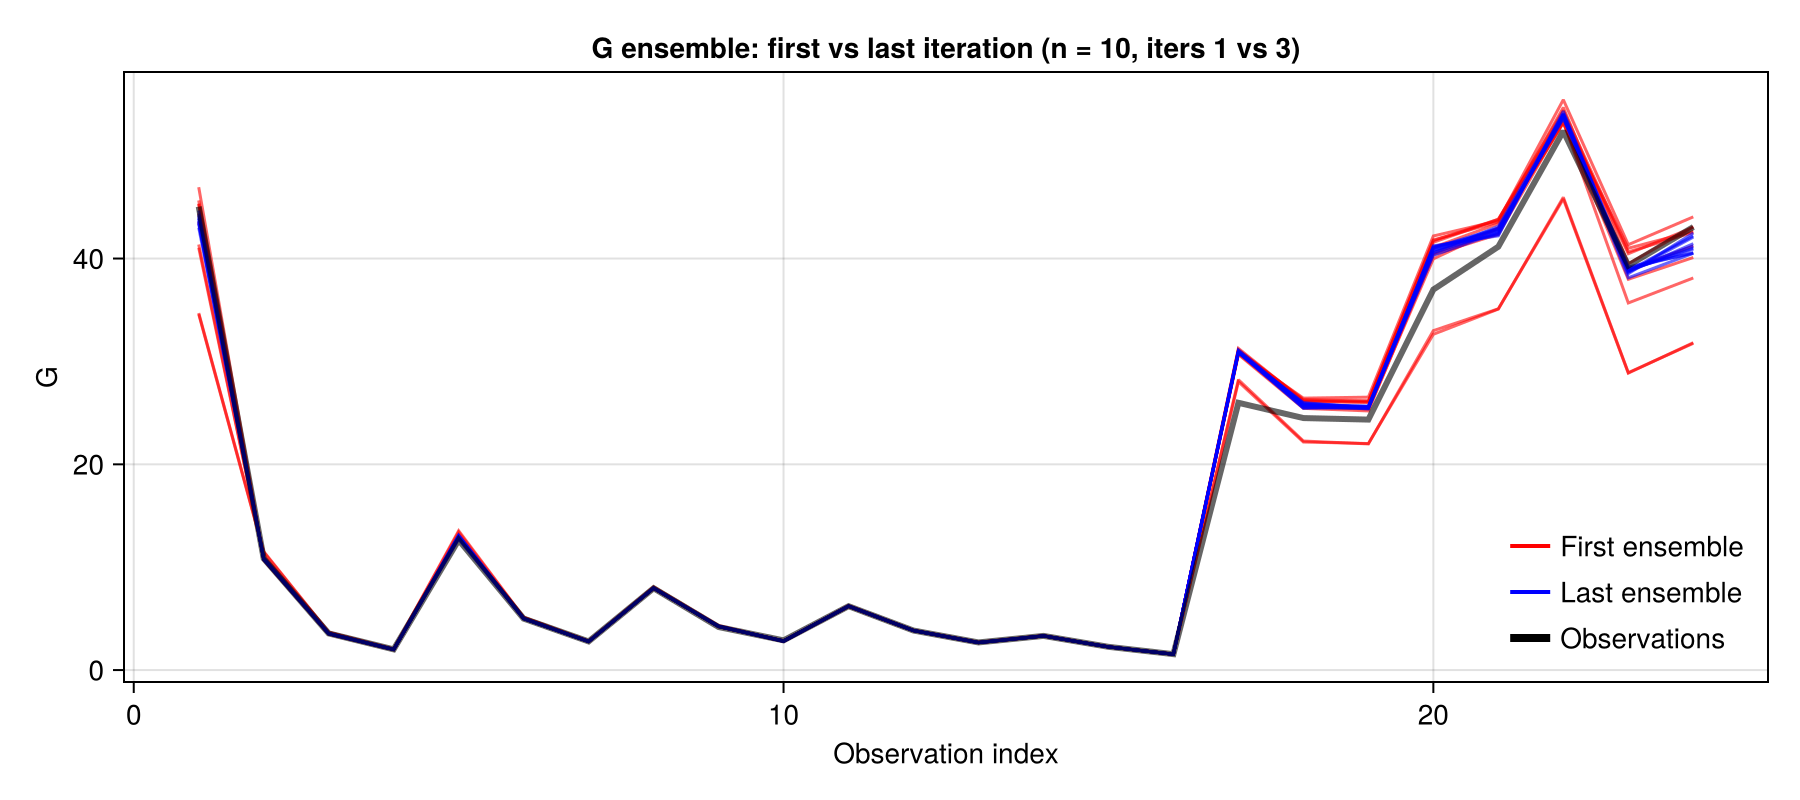 G ensemble: first vs last iteration (n = 10, iters 1 vs 3)
G
40
20
0
0
10
20
Observation index
First ensemble
Last ensemble
Observations